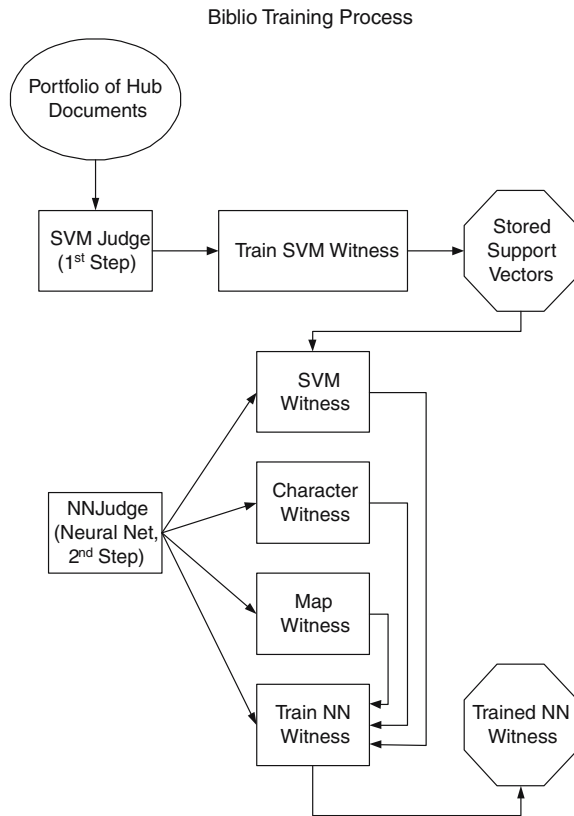 Biblio Training Process
Portfolio of Hub
Documents
SVM Judge
(1st Step)
Train SVM Witness
Stored
Support
Vectors
SVM
Witness
Character
Witness
NNJudge
(Neural Net,
2nd Step)
Map
Witness
Train NN
Witness
Trained NN
Witness